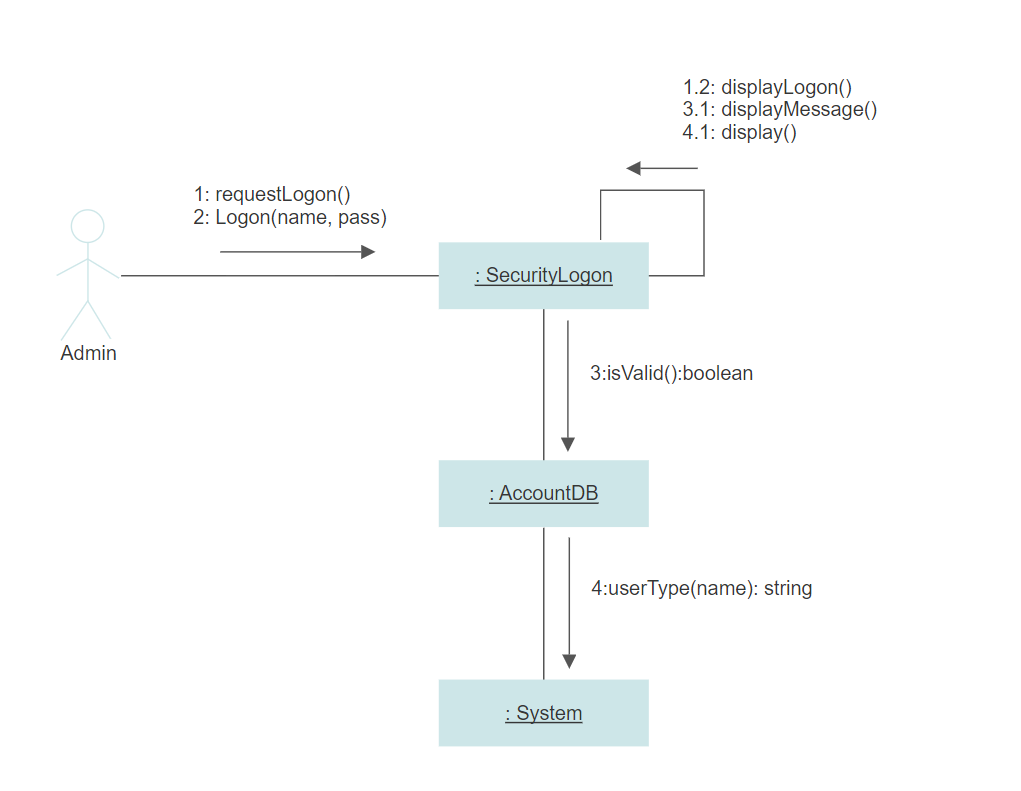 1.2: displayLogon()
3.1: displayMessage()
4.1: display()
1: requestLogon()
2: Logon(name, pass)
: SecurityLogon
Admin
3:isValid():boolean
: AccountDB
4:userType(name): string
: System